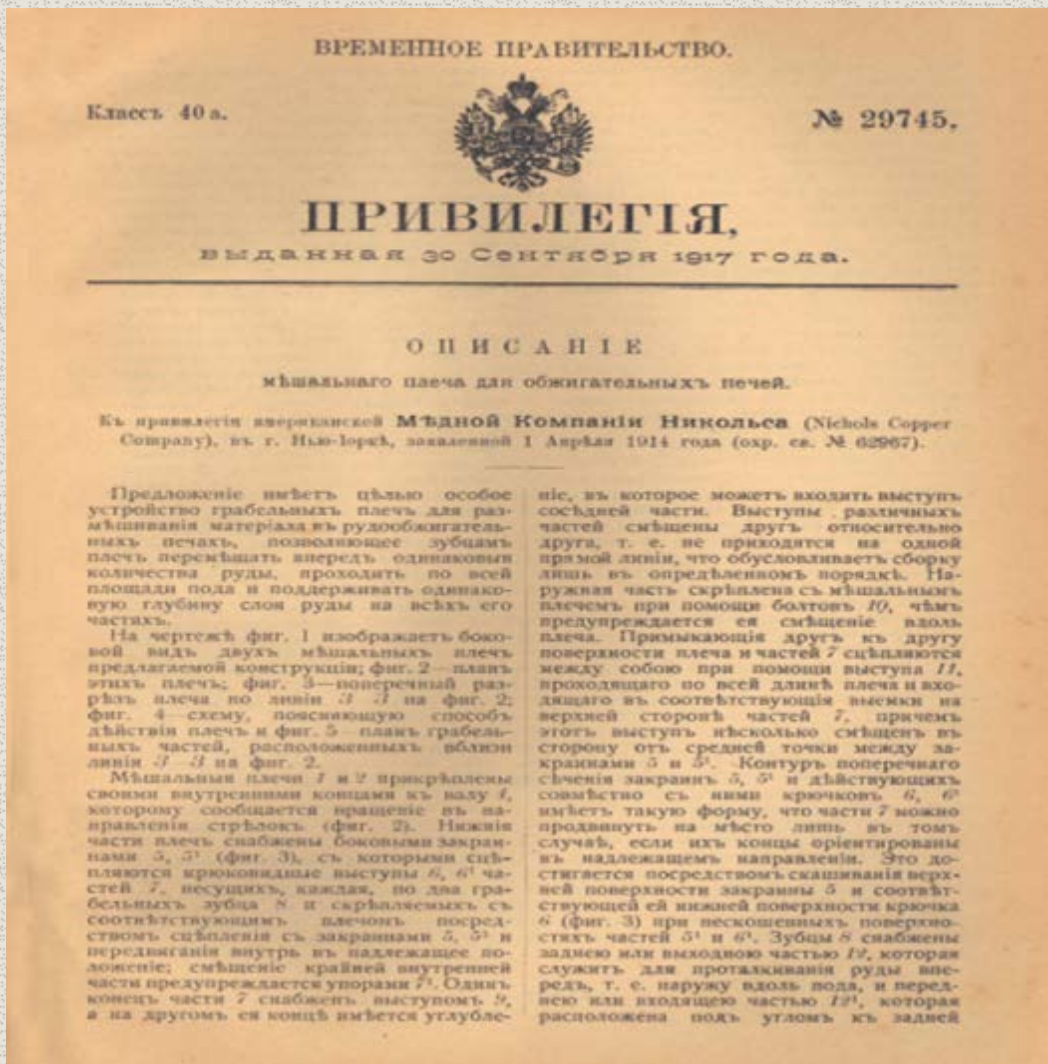 ВРЕМЕННОЕ ПРАВИТЕЛЬСТВО.
Классъ 40 а.
№ 29745.
ПРИВИЛЕГІЯ,
выданная 30 Сентября 1917 года.
ОПИСАНІЕ
мѣшальнаго плеча для обжигательныхъ печей.
Къ привилегіи американской Мѣдной Компаніи Никольса (Nichols Copper
Company), въ г. Нью-Іоркѣ, заявленной 1 Апрѣля 1914 года (охр. св. № 62967).
Предложеніе имѣетъ цѣлью особое
устройство грабельныхъ плечъ для раз-
мѣшиванія матеріала въ рудообжигатель-
ныхъ печахъ, позволяющее зубцамъ
плечъ перемѣщать впередъ одинаковыя
количества руды, проходить по всей
площади пода и поддерживать одинако-
вую глубину слоя руды на всѣхъ его
частяхъ.
На чертежѣ фиг. 1 изображаетъ боко-
вой видъ двухъ мѣшальныхъ плечъ
предлагаемой конструкціи; фиг. 2—планъ
этихъ плечъ; фиг. 3—поперечный раз-
рѣзъ плеча по линіи 3—3 на фиг. 2;
фиг. 4—схему, поясняющую способъ
дѣйствія плечъ и фиг. 5—планъ грабель-
ныхъ частей, расположенныхъ вблизи
линіи 3—3 на фиг. 2.
Мѣшальныя плечи 1 и 2 прикрѣплены
своими внутренними концами къ валу 4,
которому сообщается вращеніе въ на-
правленіи стрѣлокъ (фиг. 2). Нижнія
части плечъ снабжены боковыми закраи-
нами 5, 5¹ (фиг. 3), съ которыми сцѣ-
пляются крюковидные выступы 6, 6¹ ча-
стей 7, несущихъ, каждая, по два гра-
бельныхъ зубца 8 и скрѣпляемыхъ съ
соотвѣтствующимъ плечомъ посред-
ствомъ сцѣпленія съ закраинами 5, 5¹ и
передвиганія внутрь въ надлежащее по-
ложеніе; смѣщеніе крайней внутренней
части предупреждается упорами 7¹. Одинъ
конецъ части 7 снабженъ выступомъ 9,
а на другомъ ея концѣ имѣется углубле-
ніе, въ которое можетъ входить выступъ
сосѣдней части. Выступы различныхъ
частей смѣщены другъ относительно
друга, т. е. не приходятся на одной
прямой линіи, что обусловливаетъ сборку
лишь въ опредѣленномъ порядкѣ. На-
ружная часть скрѣплена съ мѣшальнымъ
плечемъ при помощи болтовъ 10, чѣмъ
предупреждается ея смѣщеніе вдоль
плеча. Примыкающія другъ къ другу
поверхности плеча и частей 7 сцѣпляются
между собою при помощи выступа 11,
проходящаго по всей длинѣ плеча и вхо-
дящаго въ соотвѣтствующія выемки на
верхней сторонѣ частей 7, причемъ
этотъ выступъ нѣсколько смѣщенъ въ
сторону отъ средней точки между за-
краинами 5 и 5¹. Контуръ поперечнаго
сѣченія закраинъ 5, 5¹ и дѣйствующихъ
совмѣстно съ ними крючковъ 6, 6¹
имѣетъ такую форму, что части 7 можно
продвинуть на мѣсто лишь въ томъ
случаѣ, если ихъ концы оріентированы
въ надлежащемъ направленіи. Это до-
стигается посредствомъ скашиванія верх-
ней поверхности закраины 5 и соотвѣт-
ствующей ей нижней поверхности крючка
6 (фиг. 3) при нескошенныхъ поверхно-
стяхъ частей 5¹ и 6¹. Зубцы 8 снабжены
заднею или выходною частью 12, которая
служитъ для проталкиванія руды впе-
редъ, т. е. наружу вдоль пода, и перед-
нею или входящею частью 12¹, которая
расположена подъ угломъ къ задней